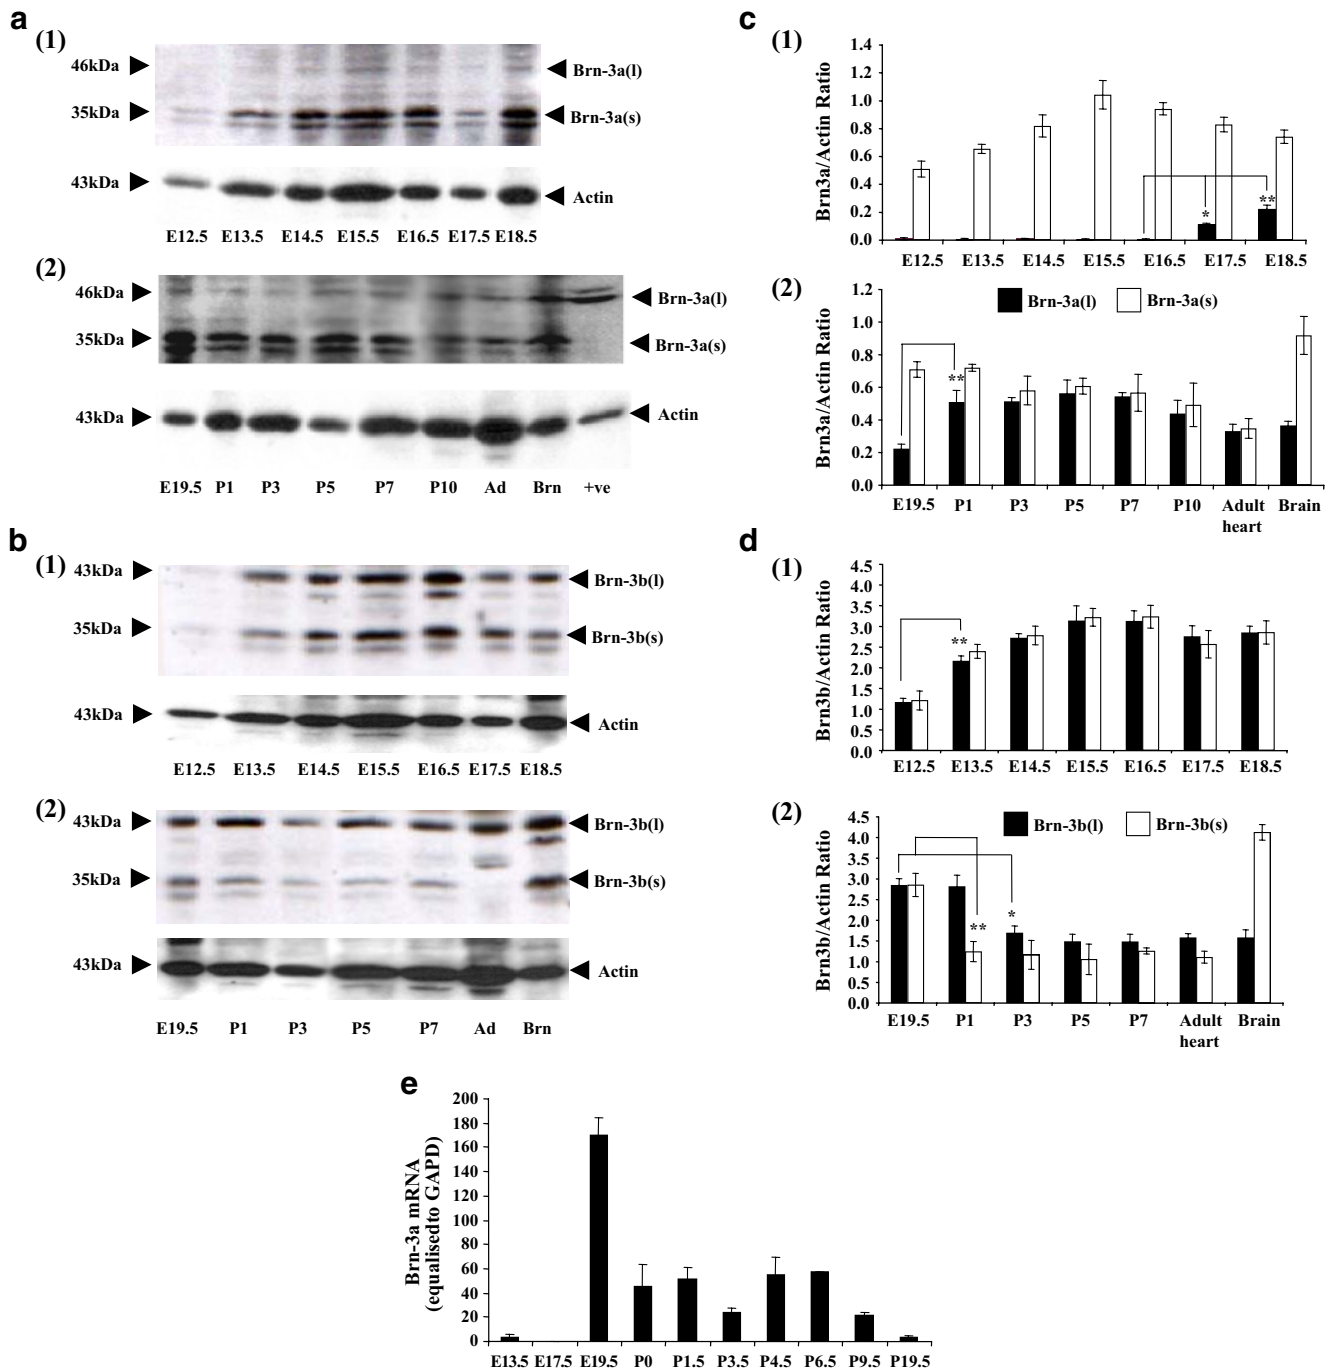 a
(1)
46kDa
Brn-3a(l)
35kDa
Brn-3a(s)
43kDa
Actin
E12.5 E13.5 E14.5 E15.5 E16.5 E17.5 E18.5
(2)
46kDa
Brn-3a(l)
35kDa
Brn-3a(s)
43kDa
Actin
E19.5 P1 P3 P5 P7 P10 Ad Brn +ve
b
(1)
43kDa
Brn-3b(l)
35kDa
Brn-3b(s)
43kDa
Actin
E12.5 E13.5 E14.5 E15.5 E16.5 E17.5 E18.5
(2)
43kDa
Brn-3b(l)
35kDa
Brn-3b(s)
43kDa
Actin
E19.5 P1 P3 P5 P7 Ad Brn
c
(1)
Brn3a/Actin Ratio
1.4
1.2
1.0
0.8
0.6
0.4
0.2
0.0
*
**
E12.5 E13.5 E14.5 E15.5 E16.5 E17.5 E18.5
(2)
Brn3a/Actin Ratio
1.2
1.0
0.8
0.6
0.4
0.2
0.0
Brn-3a(l) Brn-3a(s)
**
E19.5 P1 P3 P5 P7 P10 Adult heart Brain
d
(1)
Brn3b/Actin Ratio
4.5
4.0
3.5
3.0
2.5
2.0
1.5
1.0
0.5
0.0
**
E12.5 E13.5 E14.5 E15.5 E16.5 E17.5 E18.5
(2)
Brn3b/Actin Ratio
4.5
4.0
3.5
3.0
2.5
2.0
1.5
1.0
0.5
0.0
Brn-3b(l) Brn-3b(s)
**
*
E19.5 P1 P3 P5 P7 Adult heart Brain
e
Brn-3a mRNA
(equalisedto GAPD)
200
180
160
140
120
100
80
60
40
20
0
E13.5 E17.5 E19.5 P0 P1.5 P3.5 P4.5 P6.5 P9.5 P19.5